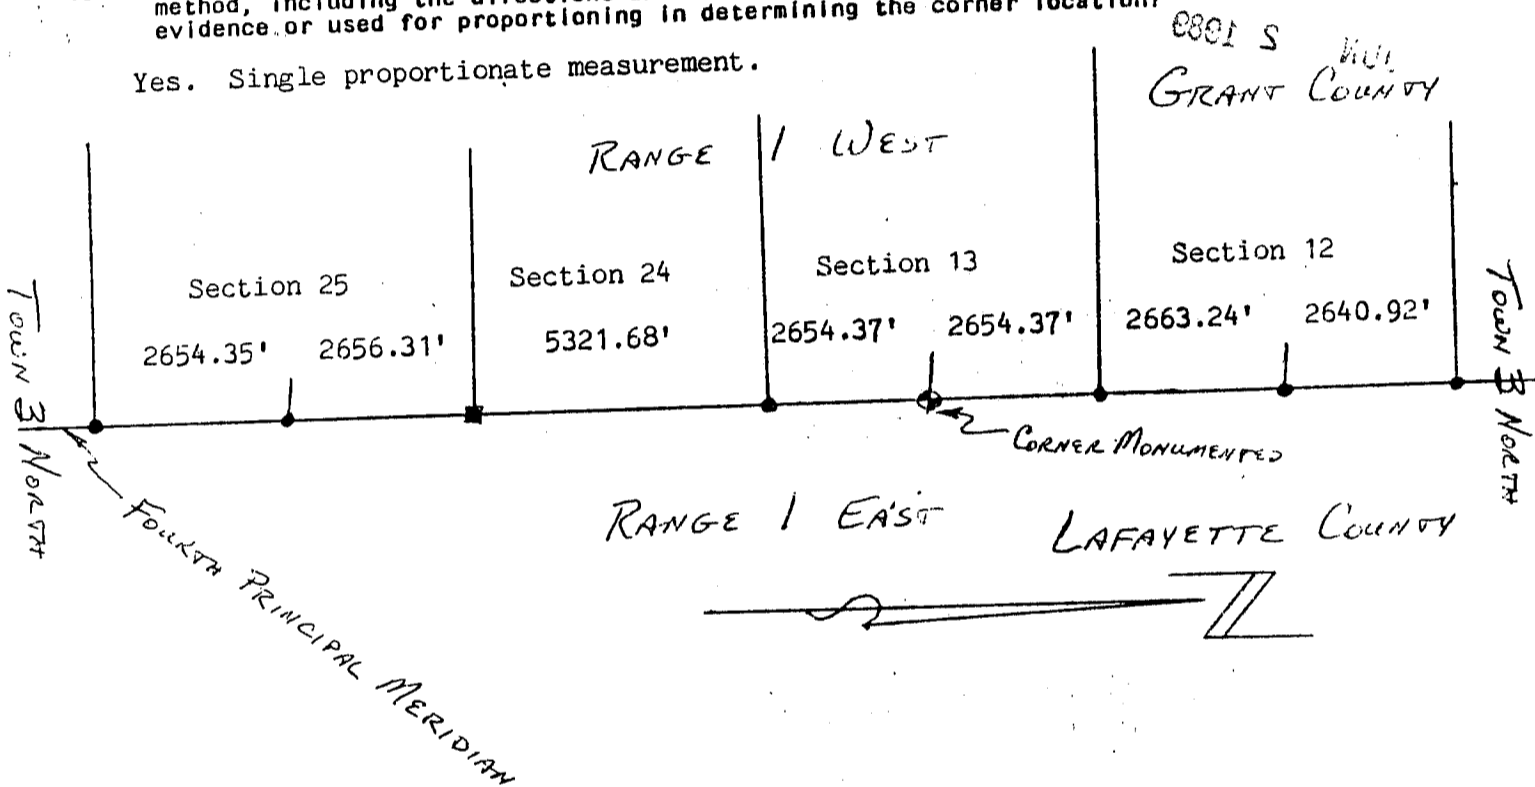 method, including the
evidence or used for proportioning in determining the corner location?
Yes. Single proportionate measurement.
GRANT COUNTY
RANGE 1 WEST
Section 25
Section 24
Section 13
Section 12
2654.35' 2656.31'
5321.68'
2654.37' 2654.37'
2663.24' 2640.92'
TOWN 3 NORTH
TOWN 3 NORTH
CORNER MONUMENTED
FOURTH PRINCIPAL MERIDIAN
RANGE 1 EAST
LAFAYETTE COUNTY